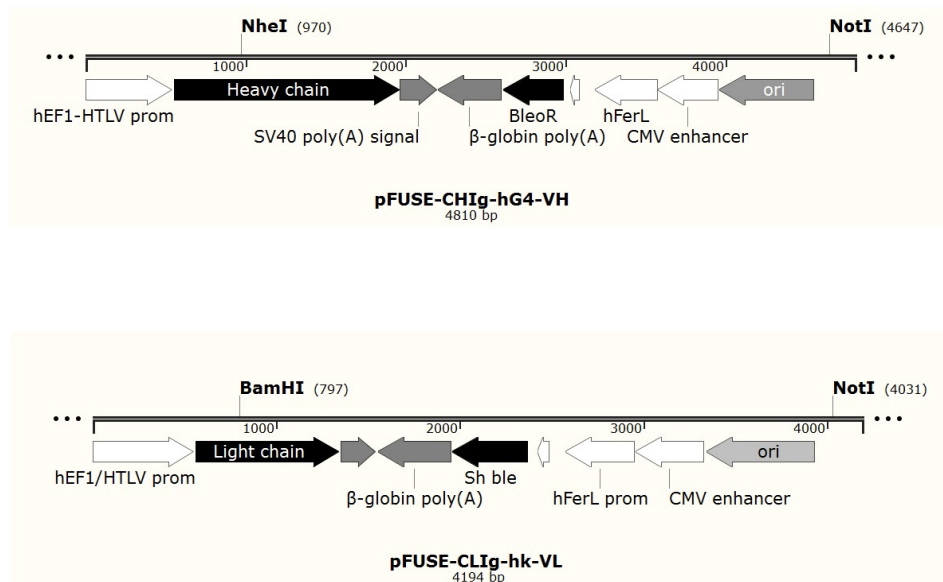 NheI (970)
NotI (4647)
••• •••
1000 2000 3000 4000
Heavy chain
ori
hEF1-HTLV prom
BleoR
hFerL
SV40 poly(A) signal
β-globin poly(A)
CMV enhancer
pFUSE-CHIg-hG4-VH
4810 bp
BamHI (797)
NotI (4031)
••• •••
1000 2000 3000 4000
Light chain
ori
hEF1/HTLV prom
Sh ble
β-globin poly(A)
hFerL prom
CMV enhancer
pFUSE-CLIg-hk-VL
4194 bp